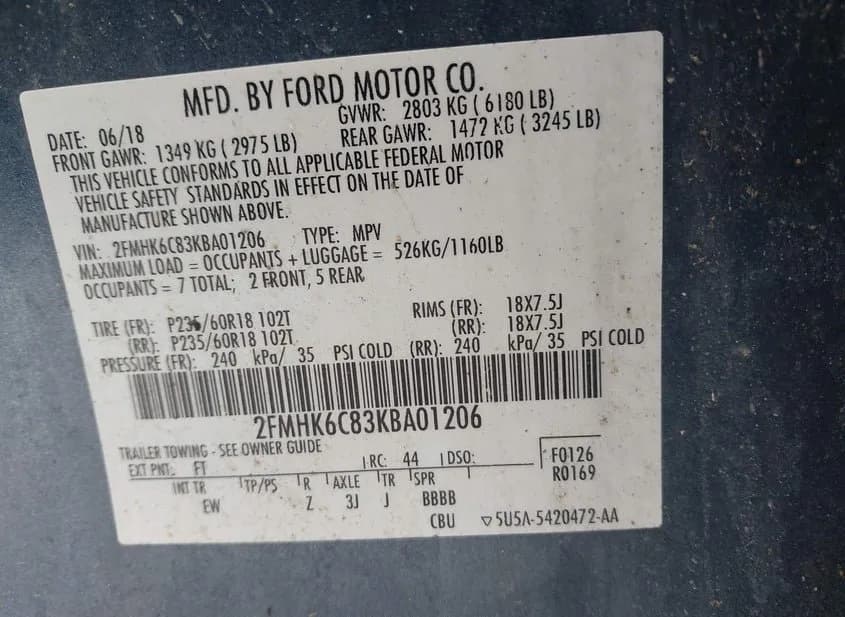 MFD. BY FORD MOTOR CO.
DATE: 06/18 GVWR: 2803 KG ( 6180 LB)
FRONT GAWR: 1349 KG ( 2975 LB) REAR GAWR: 1472 KG ( 3245 LB)
THIS VEHICLE CONFORMS TO ALL APPLICABLE FEDERAL MOTOR
VEHICLE SAFETY STANDARDS IN EFFECT ON THE DATE OF
MANUFACTURE SHOWN ABOVE.
VIN: 2FMHK6C83KBA01206 TYPE: MPV
MAXIMUM LOAD = OCCUPANTS + LUGGAGE = 526KG/1160LB
OCCUPANTS = 7 TOTAL; 2 FRONT, 5 REAR
TIRE (FR): P235/60R18 102T RIMS (FR): 18X7.5J
(RR): P235/60R18 102T (RR): 18X7.5J
PRESSURE (FR): 240 kPa/ 35 PSI COLD (RR): 240 kPa/ 35 PSI COLD
2FMHK6C83KBA01206
TRAILER TOWING - SEE OWNER GUIDE
EXT PNT: FT RC: 44 DSO: F0126
INT TR TP/PS R AXLE TR SPR R0169
EW Z 3J J BBBB
CBU ▽5U5A-5420472-AA